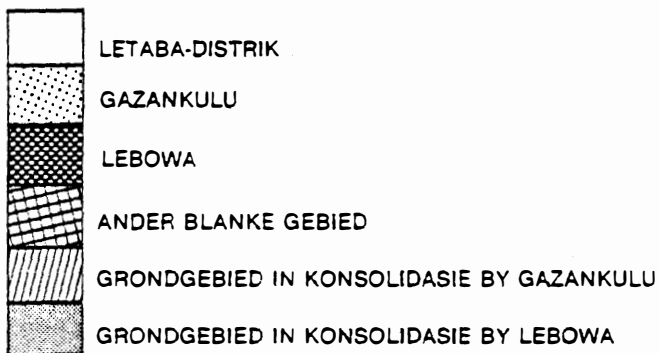 LETABA-DISTRIK
GAZANKULU
LEBOWA
ANDER BLANKE GEBIED
GRONDGEBIED IN KONSOLIDASIE BY GAZANKULU
GRONDGEBIED IN KONSOLIDASIE BY LEBOWA